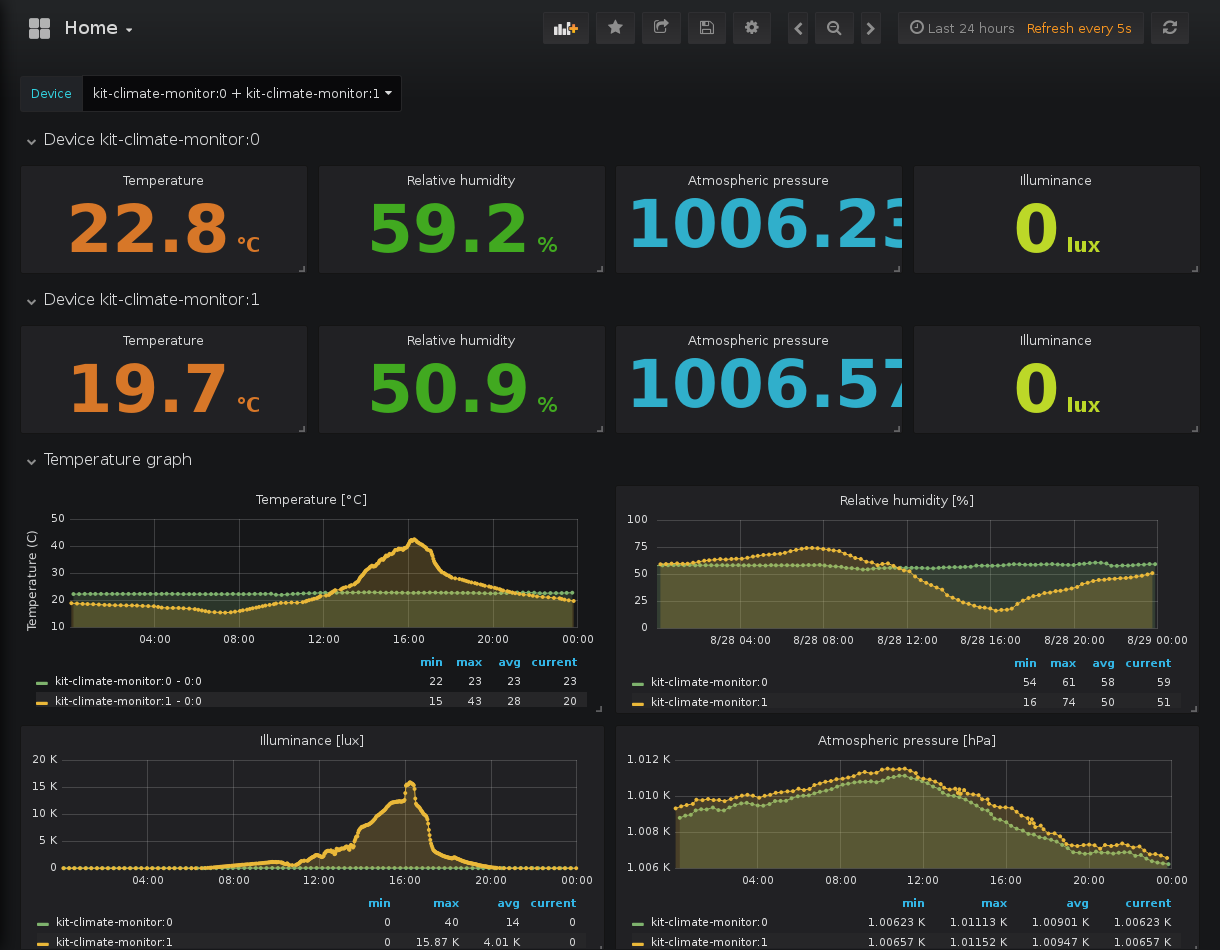 Home
Last 24 hours Refresh every 5s
Device kit-climate-monitor:0 + kit-climate-monitor:1
Device kit-climate-monitor:0
Temperature Relative humidity Atmospheric pressure Illuminance
22.8 °C 59.2 % 1006.23 0 lux
Device kit-climate-monitor:1
Temperature Relative humidity Atmospheric pressure Illuminance
19.7 °C 50.9 % 1006.57 0 lux
Temperature graph
Temperature [°C]
Temperature (C)
50
40
30
20
10
04:00 08:00 12:00 16:00 20:00 00:00
min max avg current
kit-climate-monitor:0 - 0:0 22 23 23 23
kit-climate-monitor:1 - 0:0 15 43 28 20
Relative humidity [%]
100
75
50
25
0
8/28 04:00 8/28 08:00 8/28 12:00 8/28 16:00 8/28 20:00 8/29 00:00
min max avg current
kit-climate-monitor:0 54 61 58 59
kit-climate-monitor:1 16 74 50 51
Illuminance [lux]
20 K
15 K
10 K
5 K
0
04:00 08:00 12:00 16:00 20:00 00:00
min max avg current
kit-climate-monitor:0 0 40 14 0
kit-climate-monitor:1 0 15.87 K 4.01 K 0
Atmospheric pressure [hPa]
1.012 K
1.010 K
1.008 K
1.006 K
04:00 08:00 12:00 16:00 20:00 00:00
min max avg current
kit-climate-monitor:0 1.00623 K 1.01113 K 1.00901 K 1.00623 K
kit-climate-monitor:1 1.00657 K 1.01152 K 1.00947 K 1.00657 K